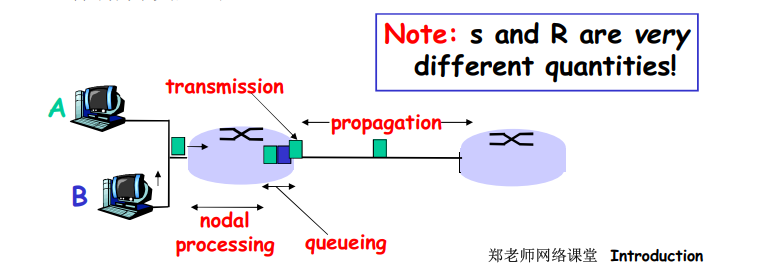 Note: s and R are very
different quantities!
transmission
A
propagation
B
nodal
processing
queueing
郑老师网络课堂 Introduction